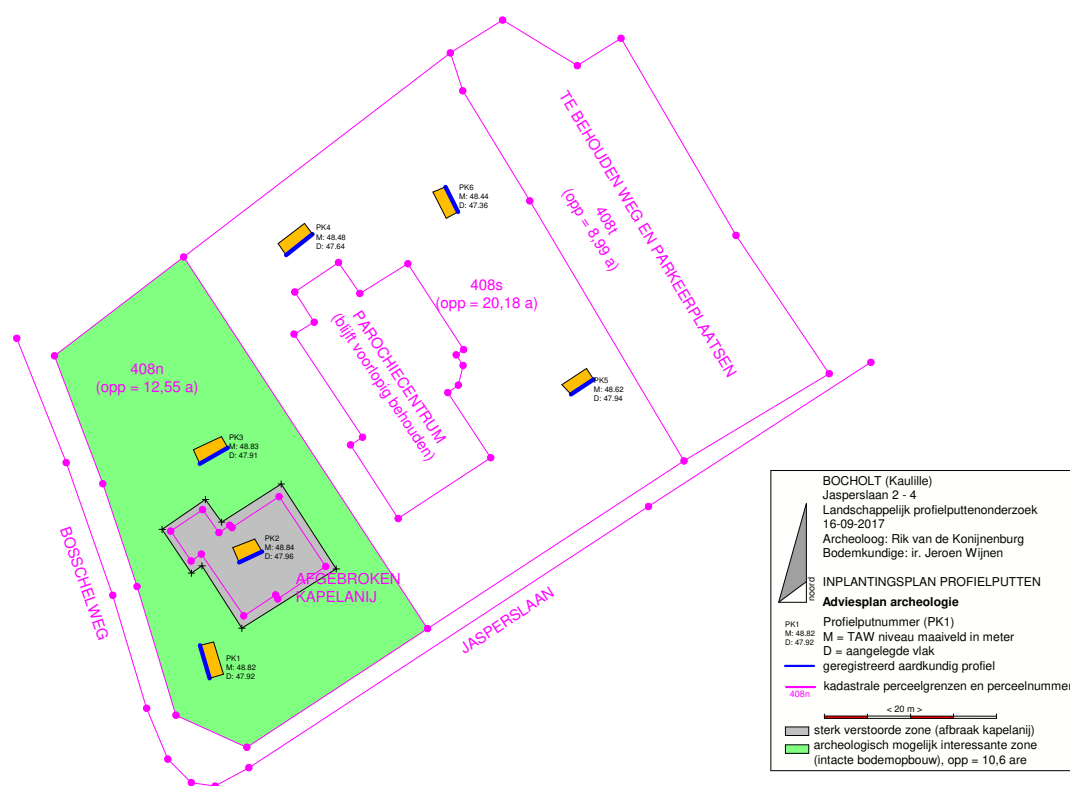 TE BEHOUDEN WEG EN PARKEERPLAATSEN
408t
(opp = 8,99 a)
PK6
M: 48.44
D: 47.36
PK4
M: 48.48
D: 47.64
408s
(opp = 20,18 a)
PAROCHIECENTRUM
(blijft voorlopig behouden)
408n
(opp = 12,55 a)
PK5
M: 48.62
D: 47.94
PK3
M: 48.83
D: 47.91
PK2
M: 48.84
D: 47.96
AFGEBROKEN
KAPELANIJ
BOSSCHELWEG
JASPERSLAAN
PK1
M: 48.82
D: 47.92
BOCHOLT (Kaulille)
Jasperslaan 2 - 4
Landschappelijk profielputtenonderzoek
16-09-2017
Archeoloog: Rik van de Konijnenburg
Bodemkundige: ir. Jeroen Wijnen
noord
INPLANTINGSPLAN PROFIELPUTTEN
Adviesplan archeologie
PK1
M: 48.82
D: 47.92
Profielputnummer (PK1)
M = TAW niveau maaiveld in meter
D = aangelegde vlak
geregistreerd aardkundig profiel
408n
kadastrale perceelgrenzen en perceelnummer
< 20 m >
sterk verstoorde zone (afbraak kapelanij)
archeologisch mogelijk interessante zone
(intacte bodemopbouw), opp = 10,6 are